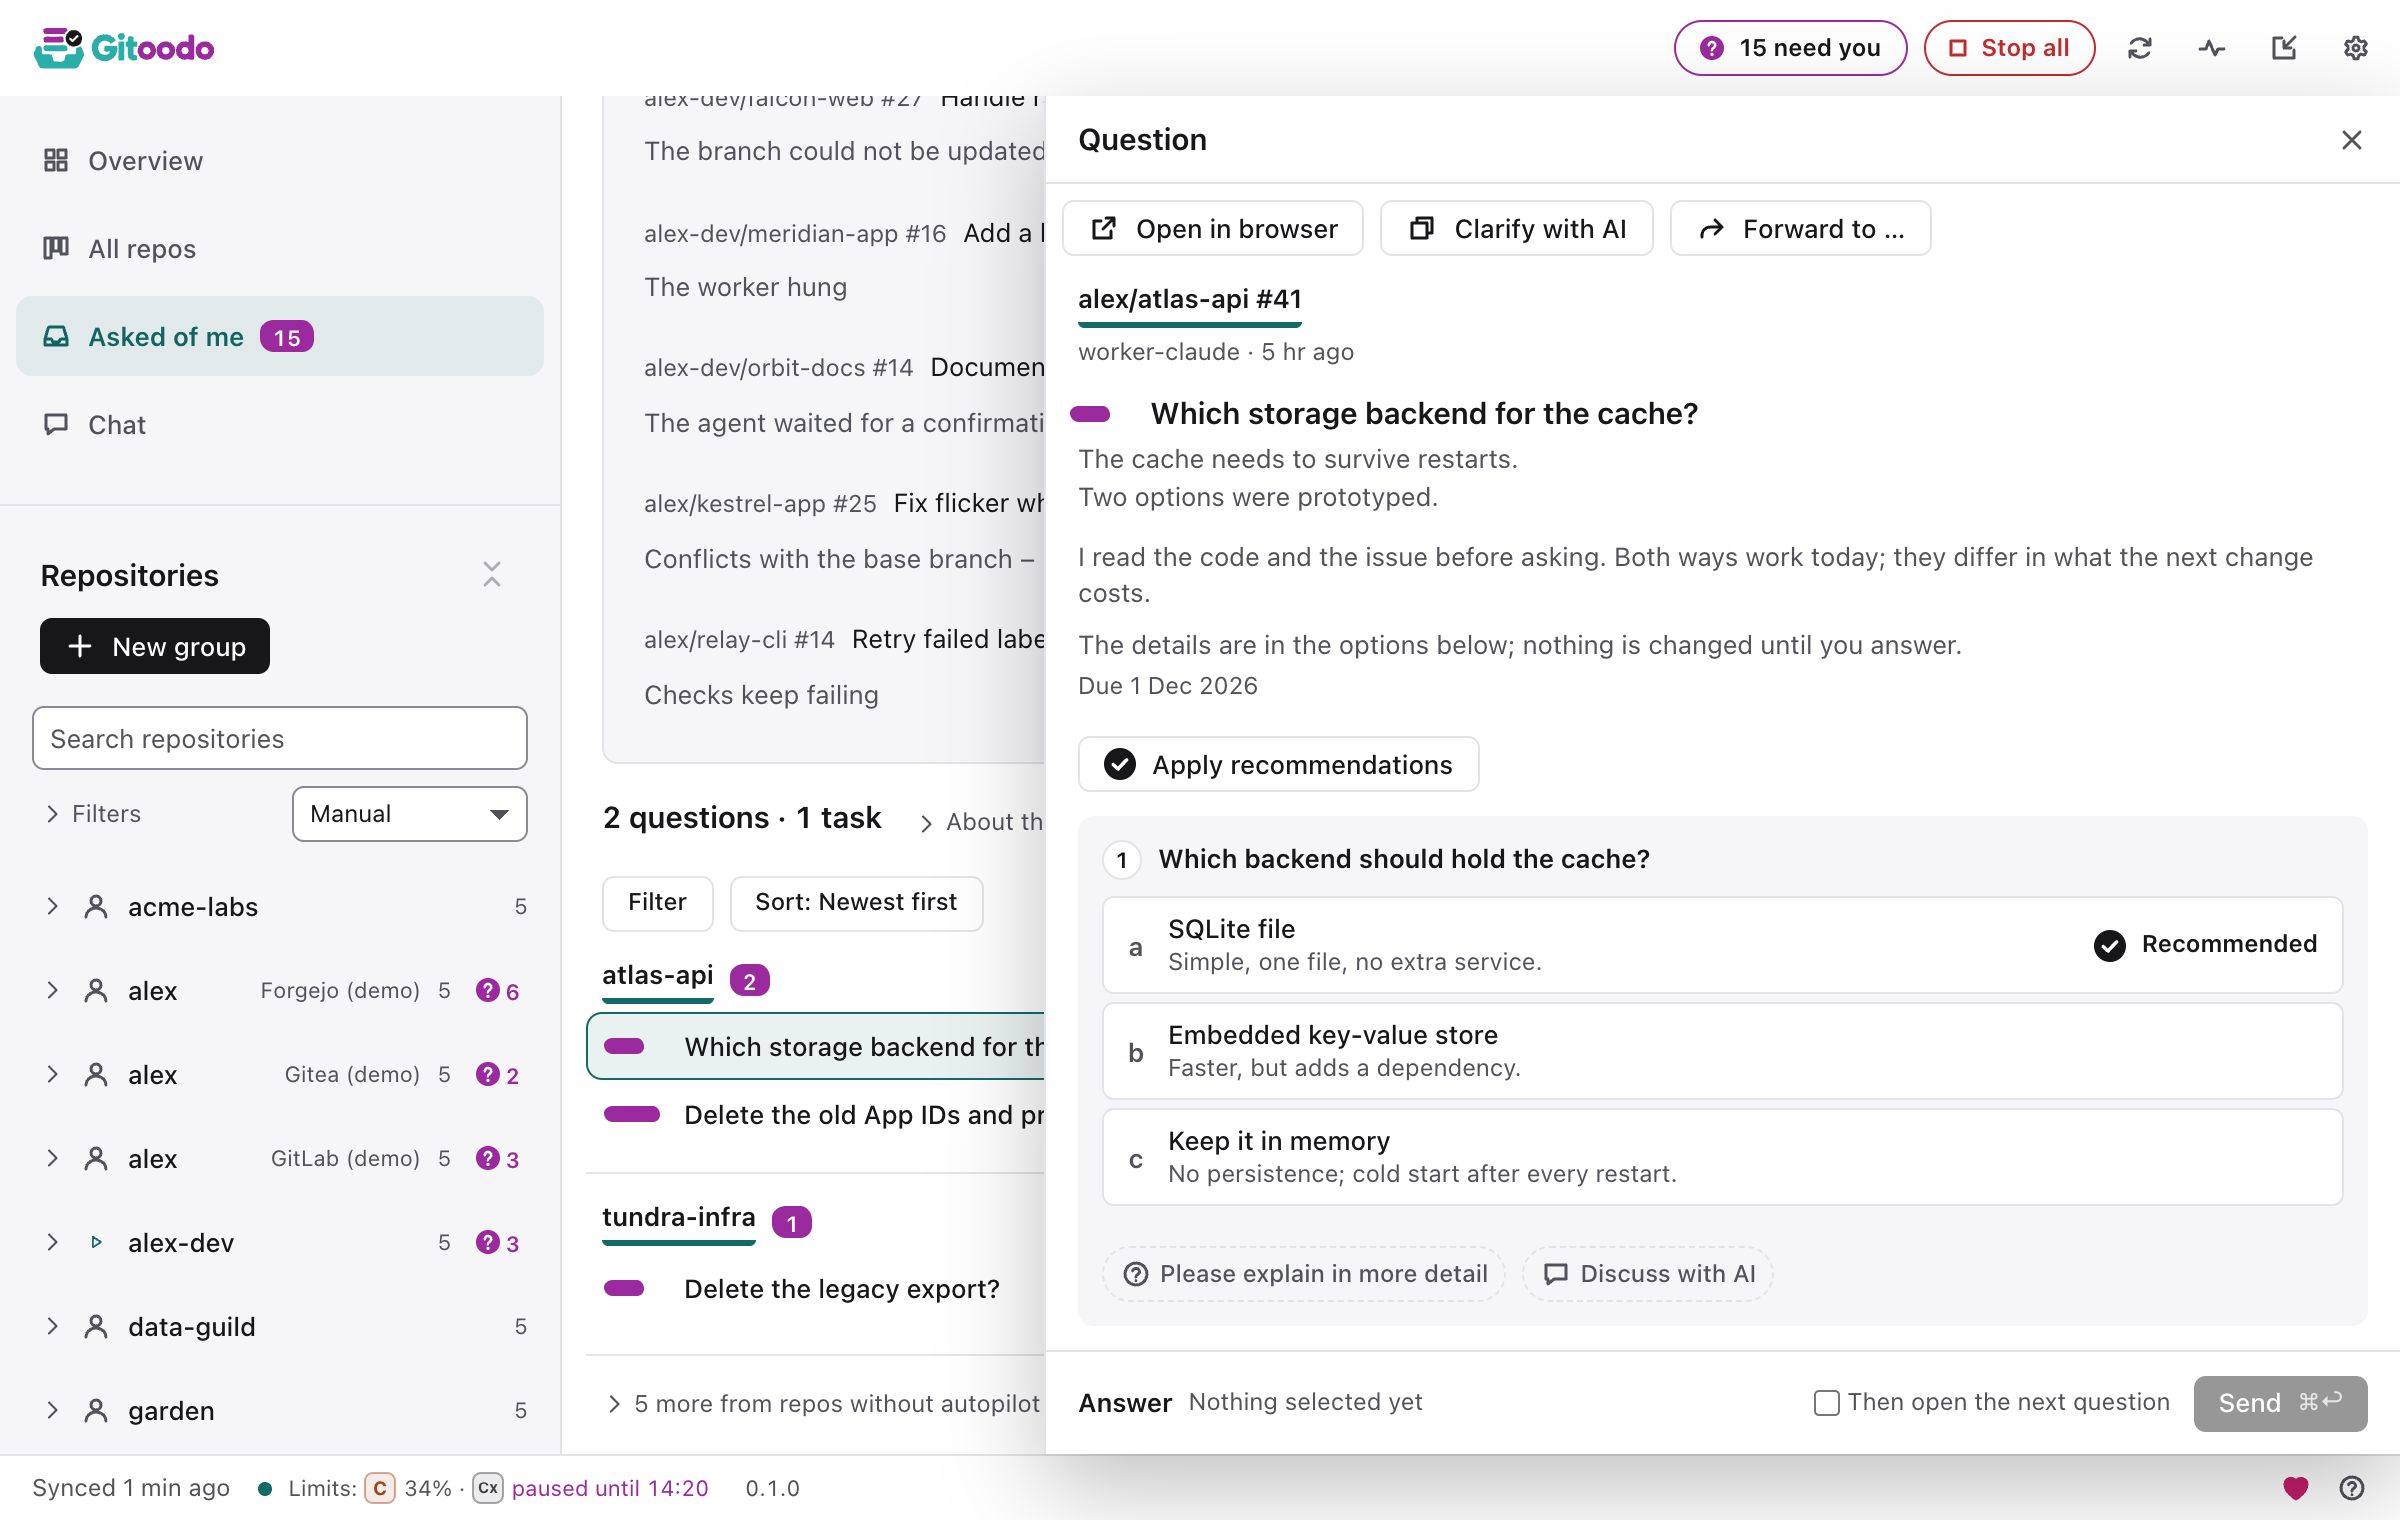 Gitoodo
15 need you
Stop all
Overview
All repos
Asked of me 15
Chat
Repositories
New group
Search repositories
Filters
Manual
acme-labs 5
alex Forgejo (demo) 5 ? 6
alex Gitea (demo) 5 ? 2
alex GitLab (demo) 5 ? 3
alex-dev 5 ? 3
data-guild 5
garden 5
alex-dev/falcon-web #27 Handle
The branch could not be updated
alex-dev/meridian-app #16 Add a
The worker hung
alex-dev/orbit-docs #14 Documen
The agent waited for a confirmati
alex/kestrel-app #25 Fix flicker wh
Conflicts with the base branch –
alex/relay-cli #14 Retry failed labe
Checks keep failing
2 questions · 1 task
About th
Filter
Sort: Newest first
atlas-api 2
Which storage backend for th
Delete the old App IDs and pr
tundra-infra 1
Delete the legacy export?
5 more from repos without autopilot
Question
Open in browser
Clarify with AI
Forward to ...
alex/atlas-api #41
worker-claude · 5 hr ago
Which storage backend for the cache?
The cache needs to survive restarts.
Two options were prototyped.
I read the code and the issue before asking. Both ways work today; they differ in what the next change
costs.
The details are in the options below; nothing is changed until you answer.
Due 1 Dec 2026
Apply recommendations
1 Which backend should hold the cache?
a SQLite file
Simple, one file, no extra service.
Recommended
b Embedded key-value store
Faster, but adds a dependency.
c Keep it in memory
No persistence; cold start after every restart.
Please explain in more detail
Discuss with AI
Answer Nothing selected yet
Then open the next question
Send ⌘↩
Synced 1 min ago
Limits: C 34% · Cx paused until 14:20
0.1.0